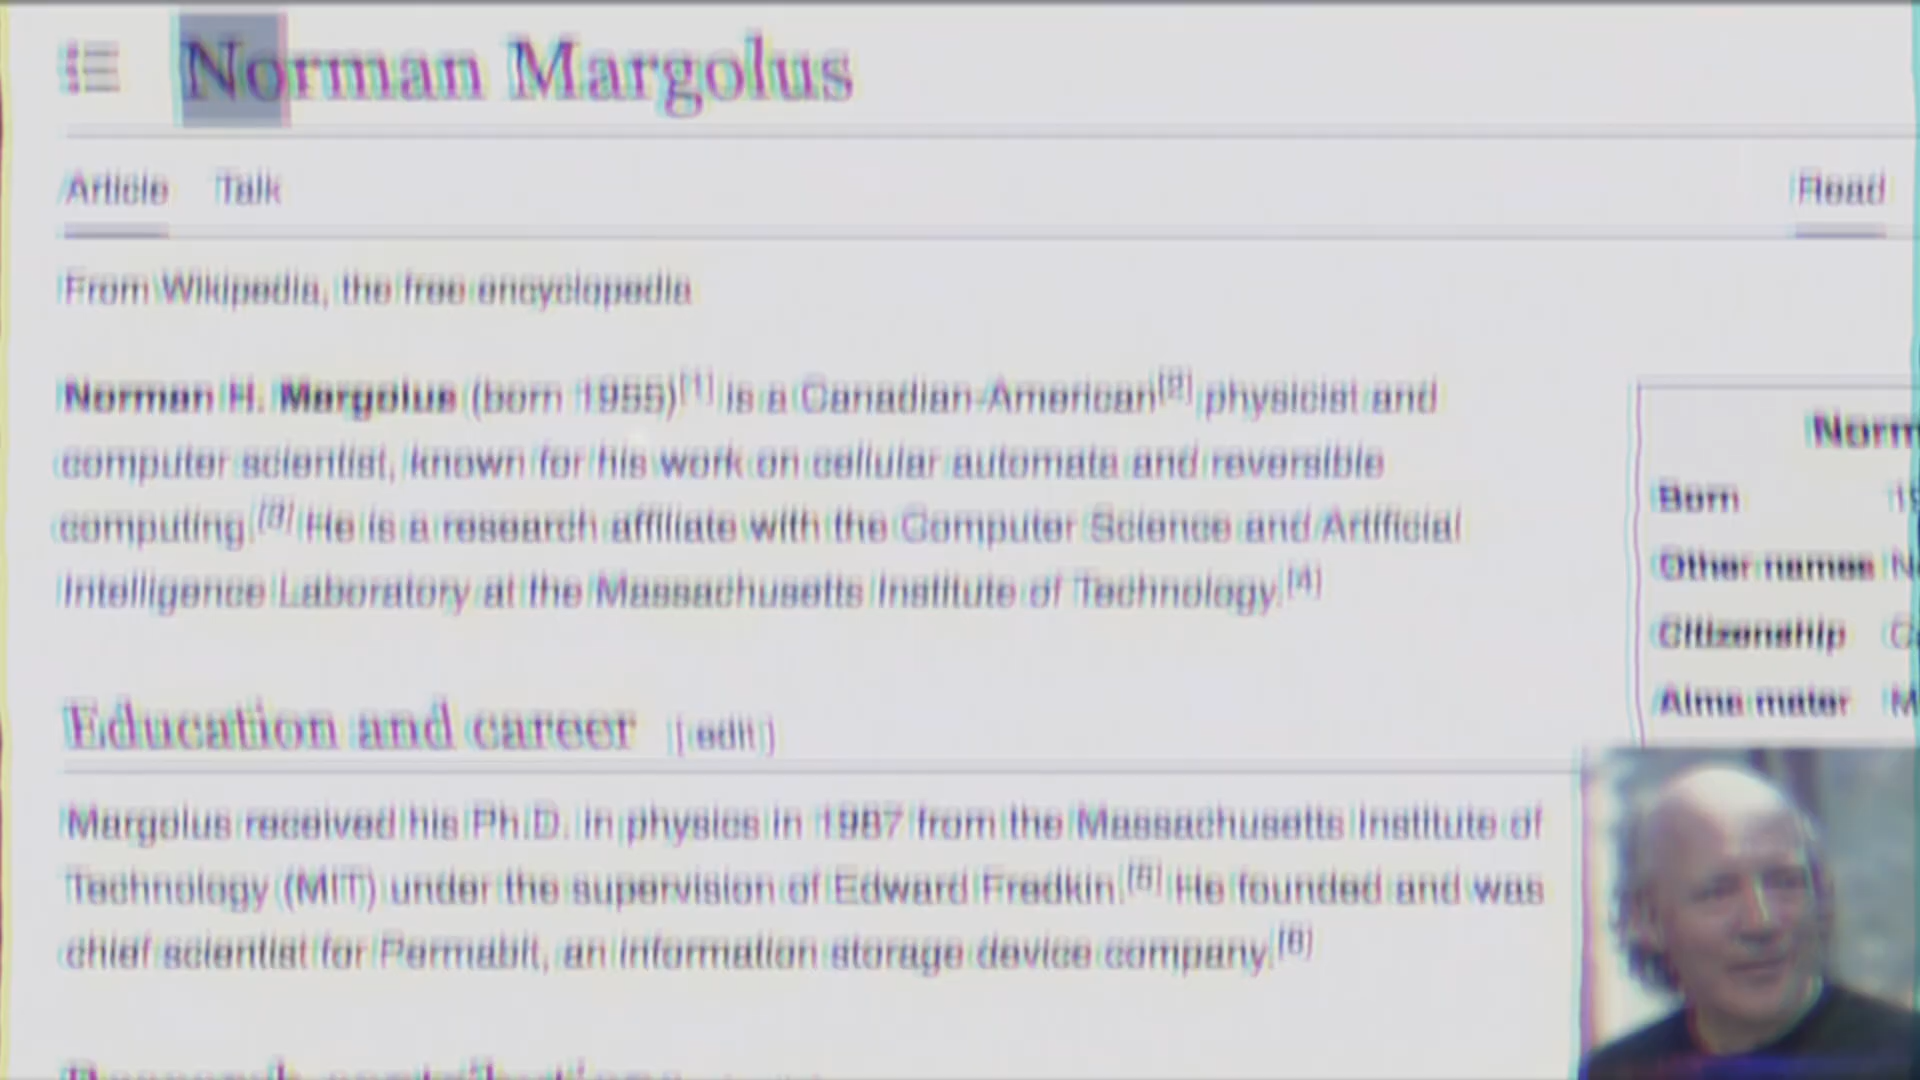 Norman Margolus
Article Talk Read
From Wikipedia, the free encyclopedia
Norman H. Margolus (born 1955)[1] is a Canadian-American[2] physicist and
computer scientist, known for his work on cellular automata and reversible
computing.[3] He is a research affiliate with the Computer Science and Artificial
Intelligence Laboratory at the Massachusetts Institute of Technology.[4]
Norm
Born 19
Other names N
Citizenship C
Alma mater M
Education and career [edit]
Margolus received his Ph.D. in physics in 1987 from the Massachusetts Institute of
Technology (MIT) under the supervision of Edward Fredkin.[5] He founded and was
chief scientist for Permabit, an information storage device company.[6]